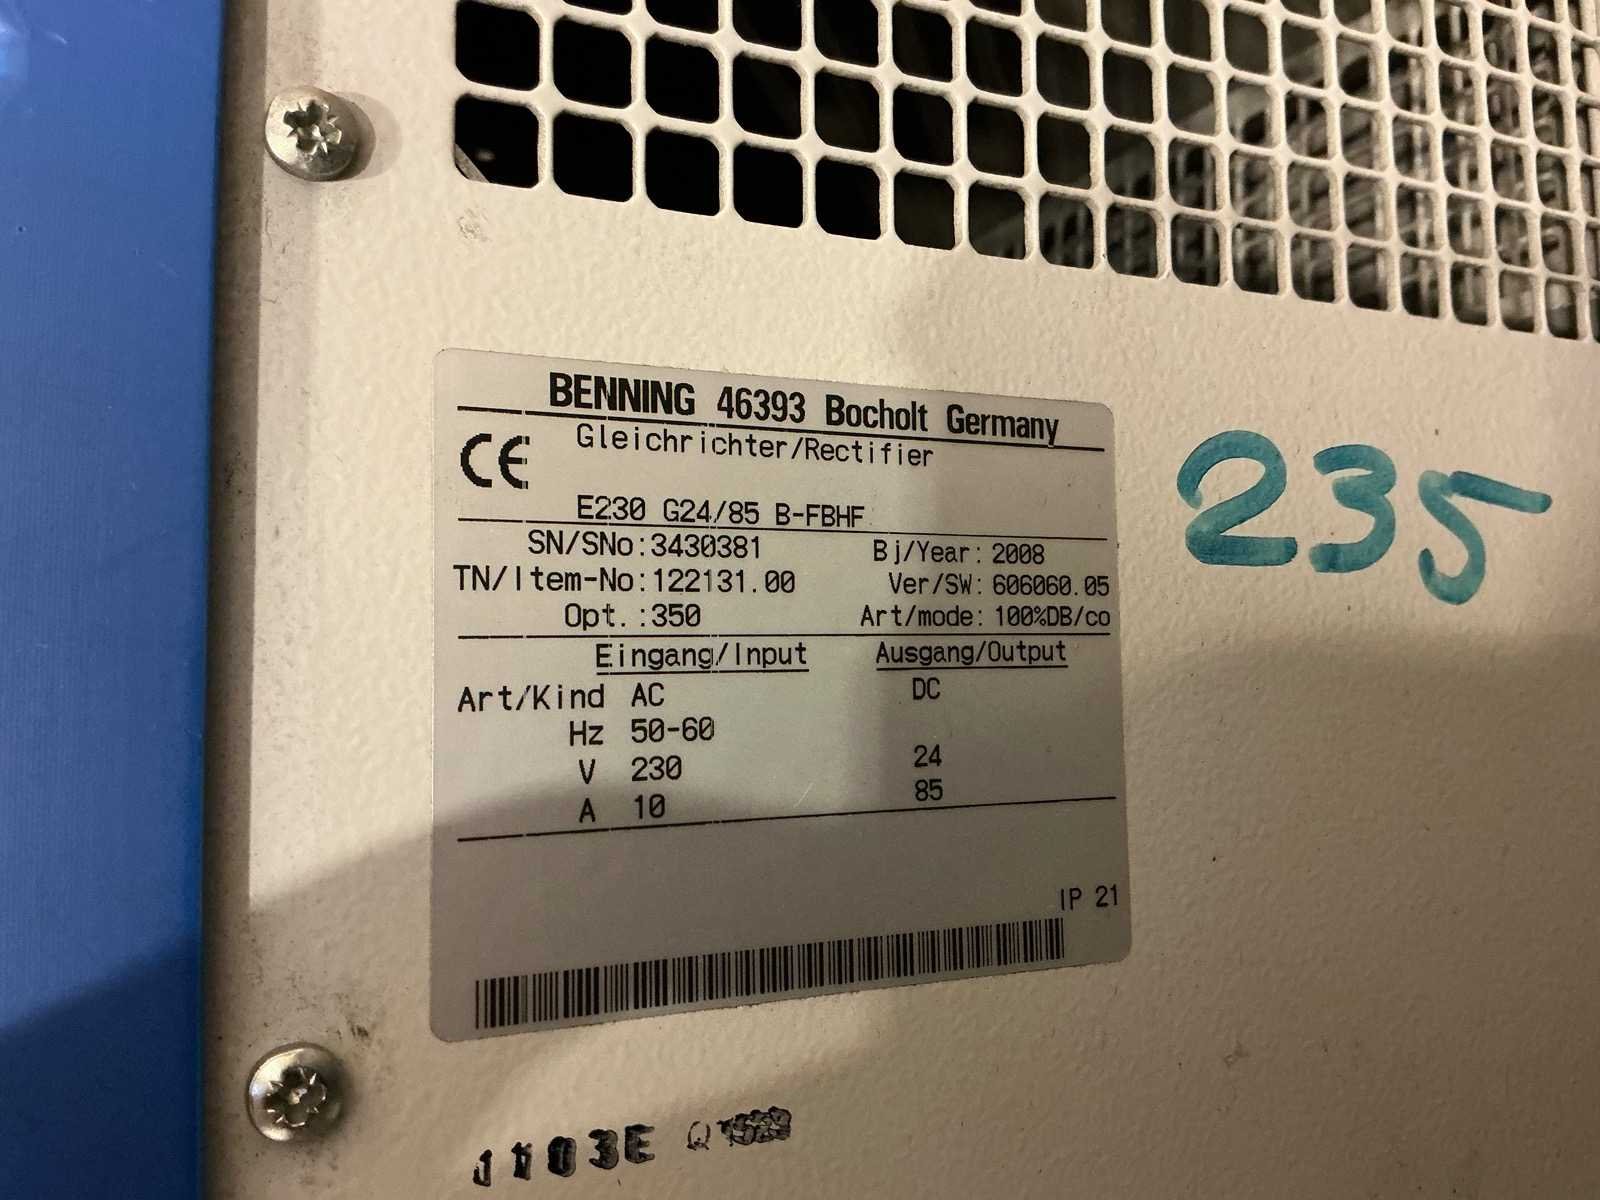 BENNING 46393 Bocholt Germany
CE
Gleichrichter/Rectifier
E230 G24/85 B-FBHF
SN/SNo:3430381 Bj/Year: 2008
TN/Item-No:122131.00 Ver/SW: 606060.05
Opt.:350 Art/mode: 100%DB/co
Eingang/Input Ausgang/Output
Art/Kind AC DC
Hz 50-60
V 230 24
A 10 85
IP 21
235